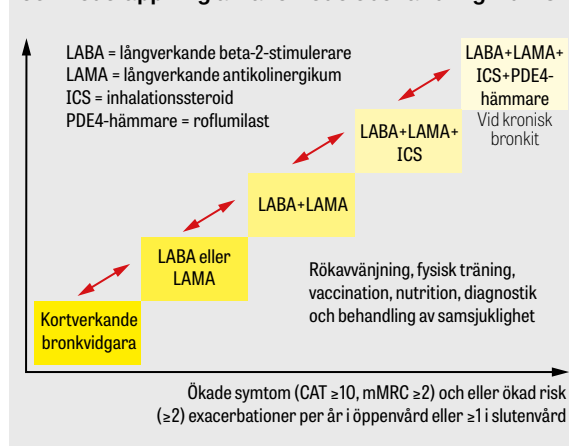 LABA = långverkande beta-2-stimulerare
LAMA = långverkande antikolinergikum
ICS = inhalationssteroid
PDE4-hämmare = roflumilast
LABA+LAMA+
ICS+PDE4-
hämmare
Vid kronisk
bronkit
LABA+LAMA+
ICS
LABA+LAMA
LABA eller
LAMA
Kortverkande
bronkvidgara
Rökavvänjning, fysisk träning,
vaccination, nutrition, diagnostik
och behandling av samsjuklighet
Ökade symtom (CAT ≥10, mMRC ≥2) och eller ökad risk
(≥2) exacerbationer per år i öppenvård eller ≥1 i slutenvård